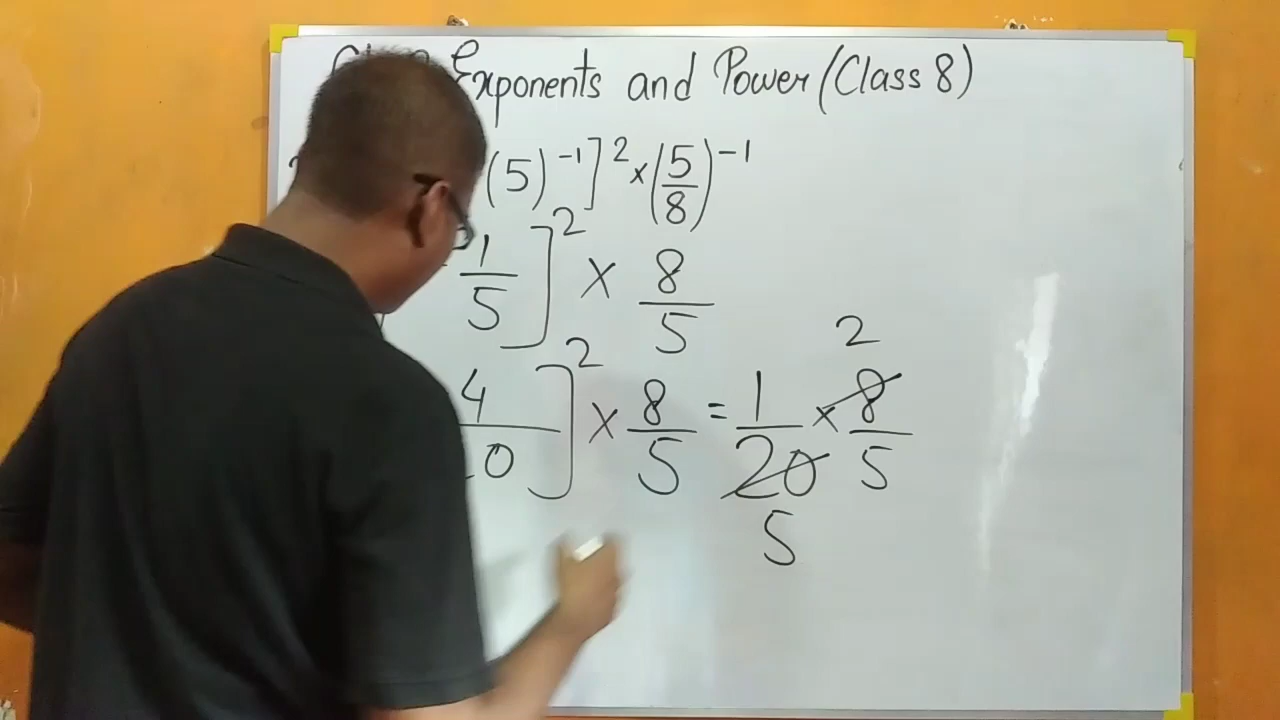 Exponents and Power (Class 8)
(5)⁻¹]² × (5/8)⁻¹
1/5]² × 8/5
4/20]² × 8/5 = 1/20 × 8/5
2
5